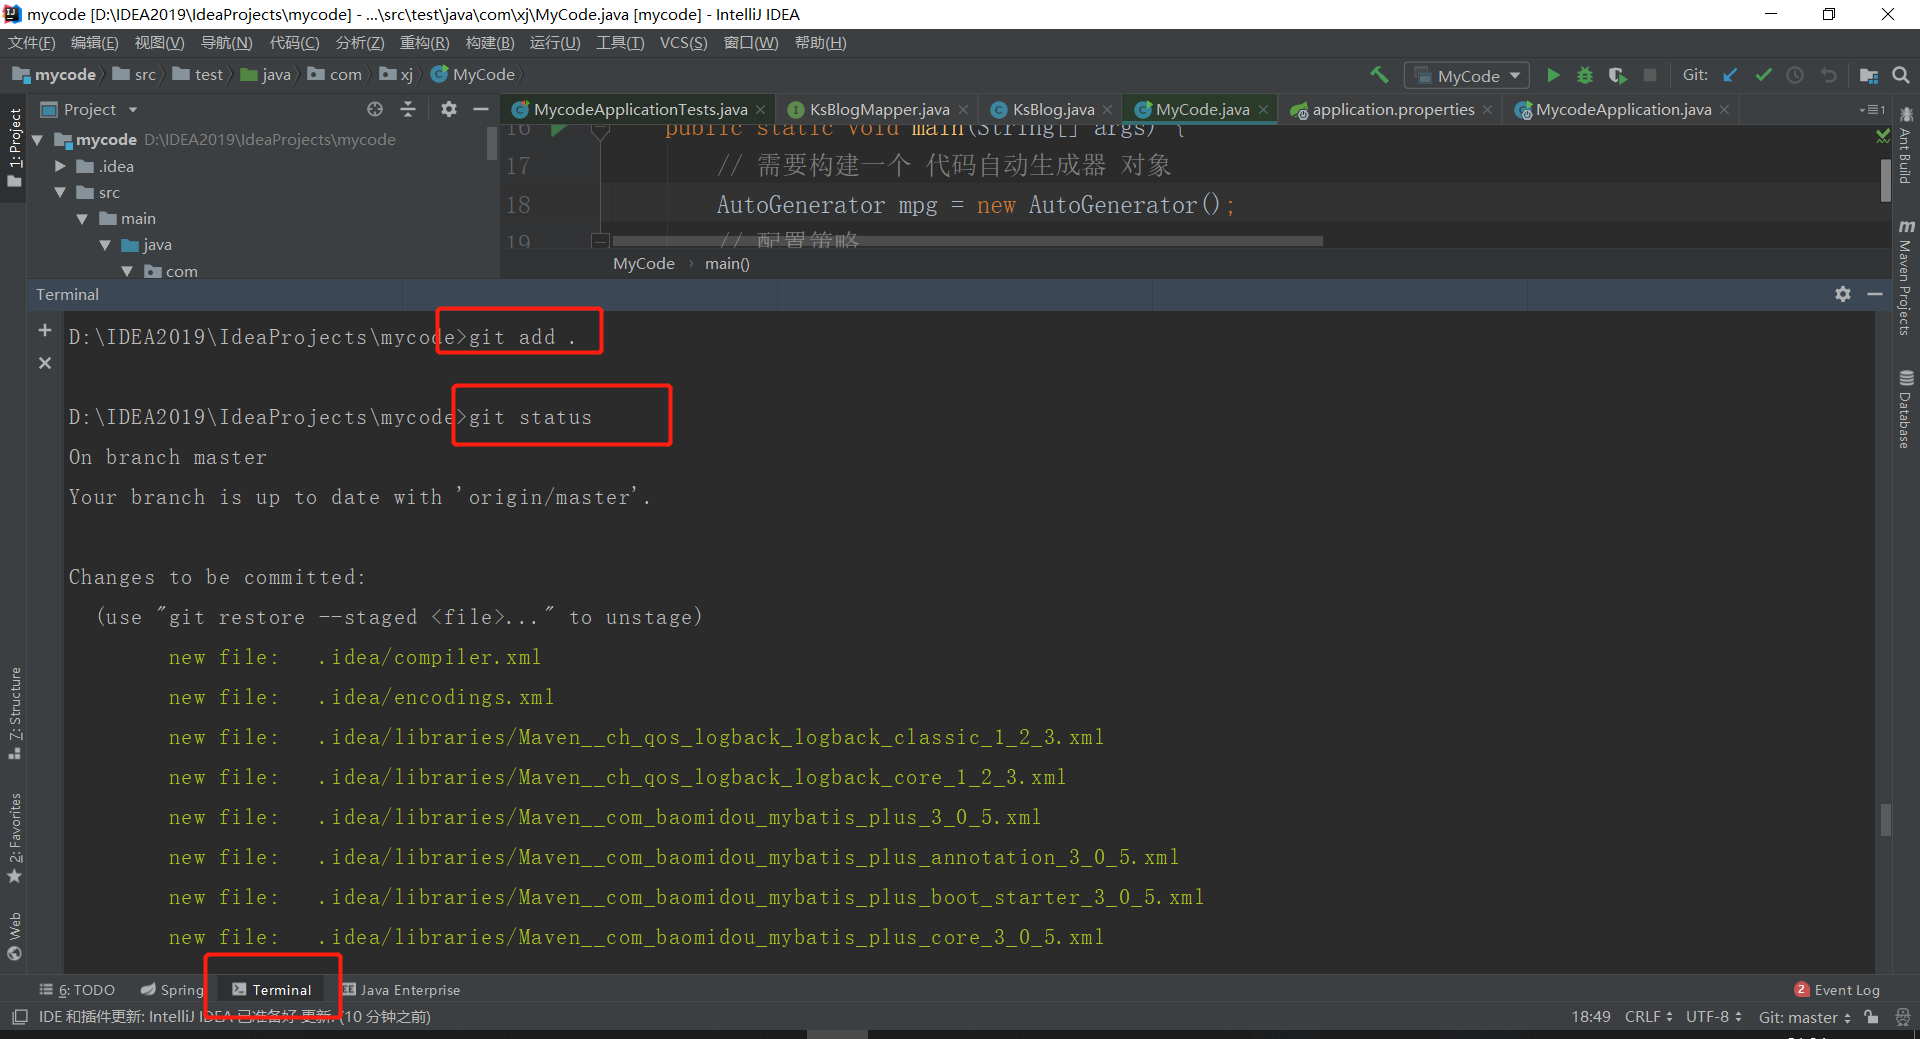 mycode [D:\IDEA2019\IdeaProjects\mycode] - ...\src\test\java\com\xj\MyCode.java [mycode] - IntelliJ IDEA
文件(F) 编辑(E) 视图(V) 导航(N) 代码(C) 分析(Z) 重构(R) 构建(B) 运行(U) 工具(T) VCS(S) 窗口(W) 帮助(H)
mycode src test java com xj MyCode MyCode Git:
Project MycodeApplicationTests.java KsBlogMapper.java KsBlog.java MyCode.java application.properties MycodeApplication.java 1
1: Project
mycode D:\IDEA2019\IdeaProjects\mycode
.idea
src
main
java
com
16 public static void main(String[] args) {
17 // 需要构建一个 代码自动生成器 对象
18 AutoGenerator mpg = new AutoGenerator();
19 // 配置策略
MyCode › main()
Ant Build
Maven Projects
Database
Terminal
D:\IDEA2019\IdeaProjects\mycode>git add .
D:\IDEA2019\IdeaProjects\mycode>git status
On branch master
Your branch is up to date with 'origin/master'.
Changes to be committed:
(use "git restore --staged <file>..." to unstage)
new file: .idea/compiler.xml
new file: .idea/encodings.xml
new file: .idea/libraries/Maven__ch_qos_logback_logback_classic_1_2_3.xml
new file: .idea/libraries/Maven__ch_qos_logback_logback_core_1_2_3.xml
new file: .idea/libraries/Maven__com_baomidou_mybatis_plus_3_0_5.xml
new file: .idea/libraries/Maven__com_baomidou_mybatis_plus_annotation_3_0_5.xml
new file: .idea/libraries/Maven__com_baomidou_mybatis_plus_boot_starter_3_0_5.xml
new file: .idea/libraries/Maven__com_baomidou_mybatis_plus_core_3_0_5.xml
7: Structure
2: Favorites
Web
6: TODO Spring Terminal Java Enterprise 2 Event Log
IDE 和插件更新: IntelliJ IDEA 已准备好 更新. (10 分钟之前) 18:49 CRLF UTF-8 Git: master